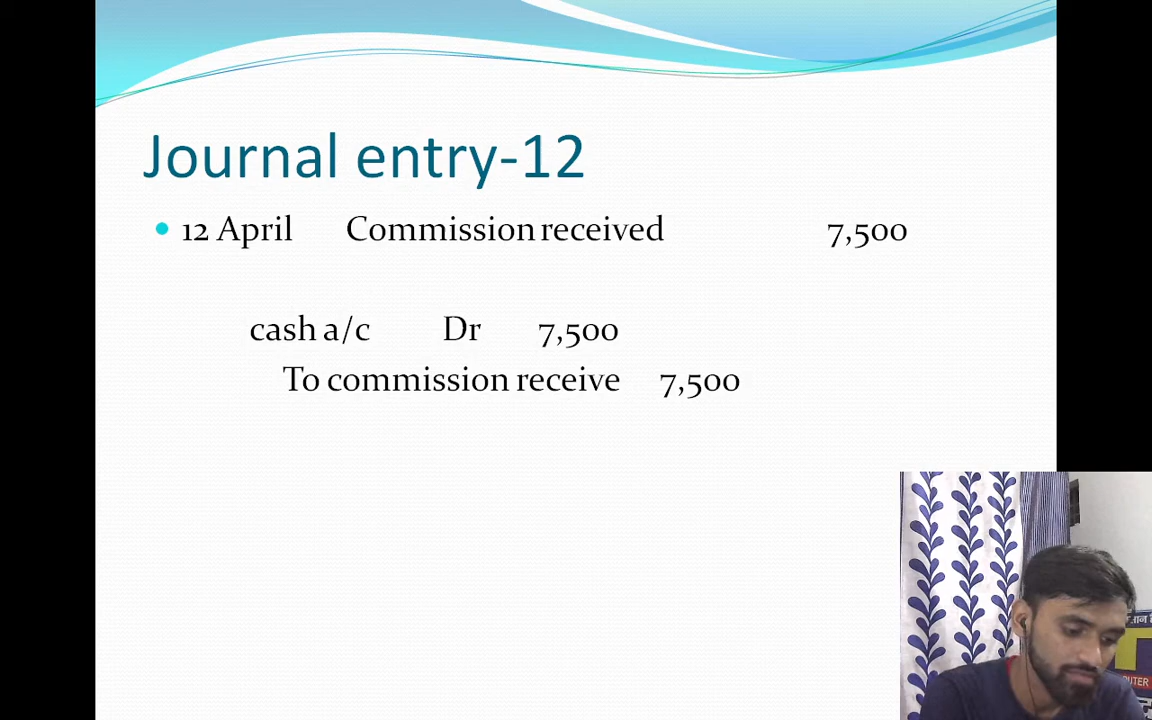 Journal entry-12
• 12 April Commission received 7,500
cash a/c Dr 7,500
To commission receive 7,500